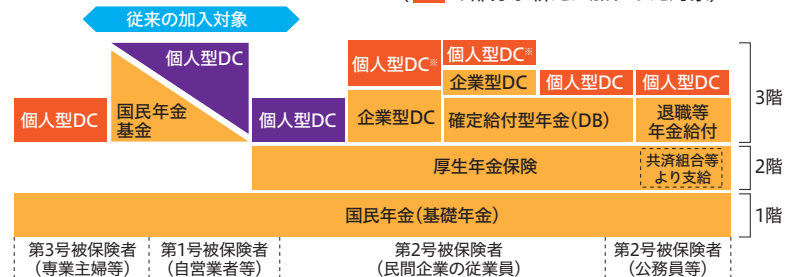 従来の加入対象
個人型DC
国民年金
基金
個人型DC
個人型DC
個人型DC※
企業型DC
個人型DC※
企業型DC
個人型DC
確定給付型年金(DB)
個人型DC
退職等
年金給付
3階
厚生年金保険
共済組合等
より支給
2階
国民年金(基礎年金)
1階
第3号被保険者
(専業主婦等)
第1号被保険者
(自営業者等)
第2号被保険者
(民間企業の従業員)
第2号被保険者
(公務員等)